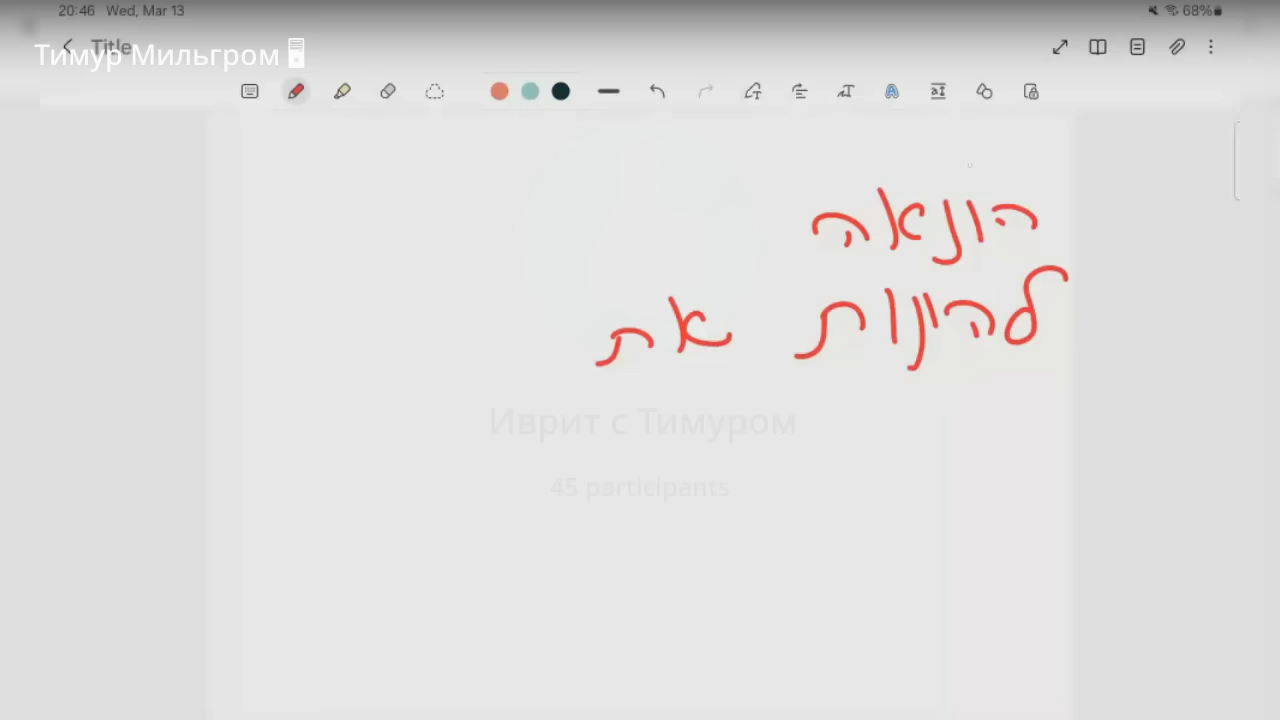 20:46 Wed, Mar 13 68%
Title
Тимур Мильгром
הונאה
להונות את
Иврит с Тимуром
45 participants